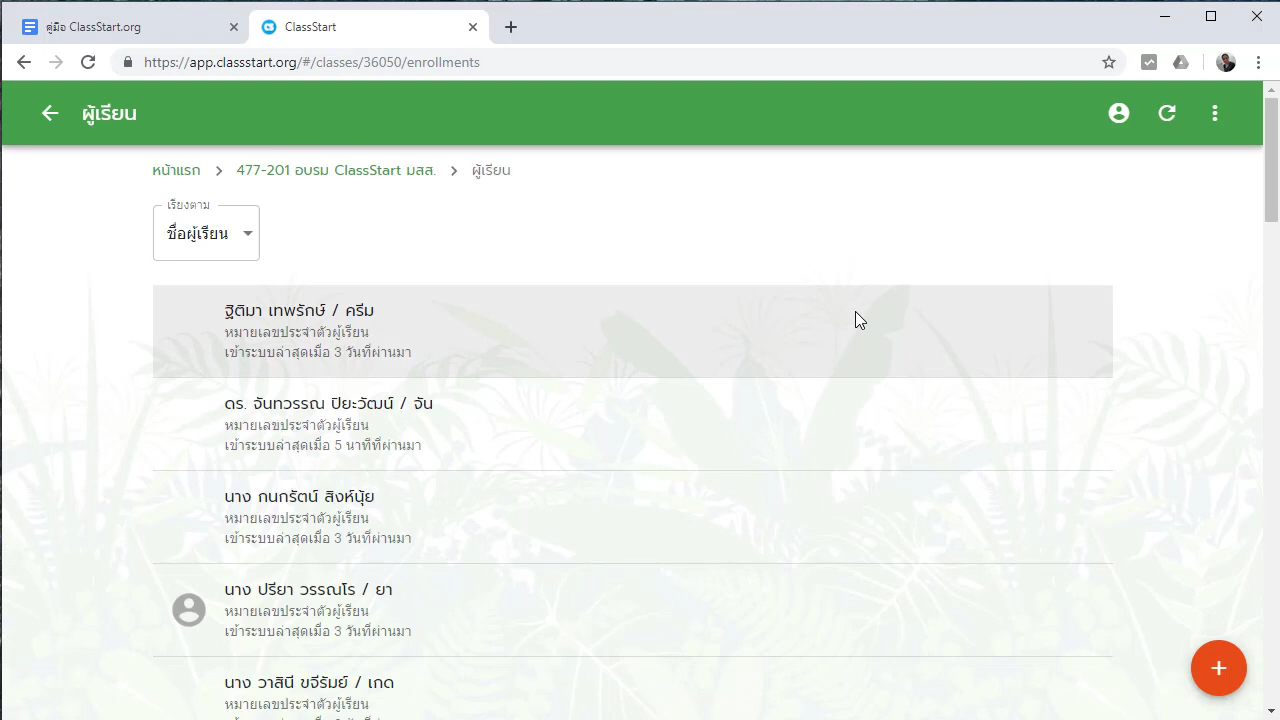 คู่มือ ClassStart.org
ClassStart
https://app.classstart.org/#/classes/36050/enrollments
ผู้เรียน
หน้าแรก > 477-201 อบรม ClassStart มสส. > ผู้เรียน
เรียงตาม
ชื่อผู้เรียน
ฐิติมา เทพรักษ์ / ครีม
หมายเลขประจำตัวผู้เรียน
เข้าระบบล่าสุดเมื่อ 3 วันที่ผ่านมา
ดร. จันทวรรณ ปิยะวัฒน์ / จัน
หมายเลขประจำตัวผู้เรียน
เข้าระบบล่าสุดเมื่อ 5 นาทีที่ผ่านมา
นาง กนกรัตน์ สิงห์นุ้ย
หมายเลขประจำตัวผู้เรียน
เข้าระบบล่าสุดเมื่อ 3 วันที่ผ่านมา
นาง ปรียา วรรณโร / ยา
หมายเลขประจำตัวผู้เรียน
เข้าระบบล่าสุดเมื่อ 3 วันที่ผ่านมา
นาง วาสินี ขจีรัมย์ / เกด
หมายเลขประจำตัวผู้เรียน